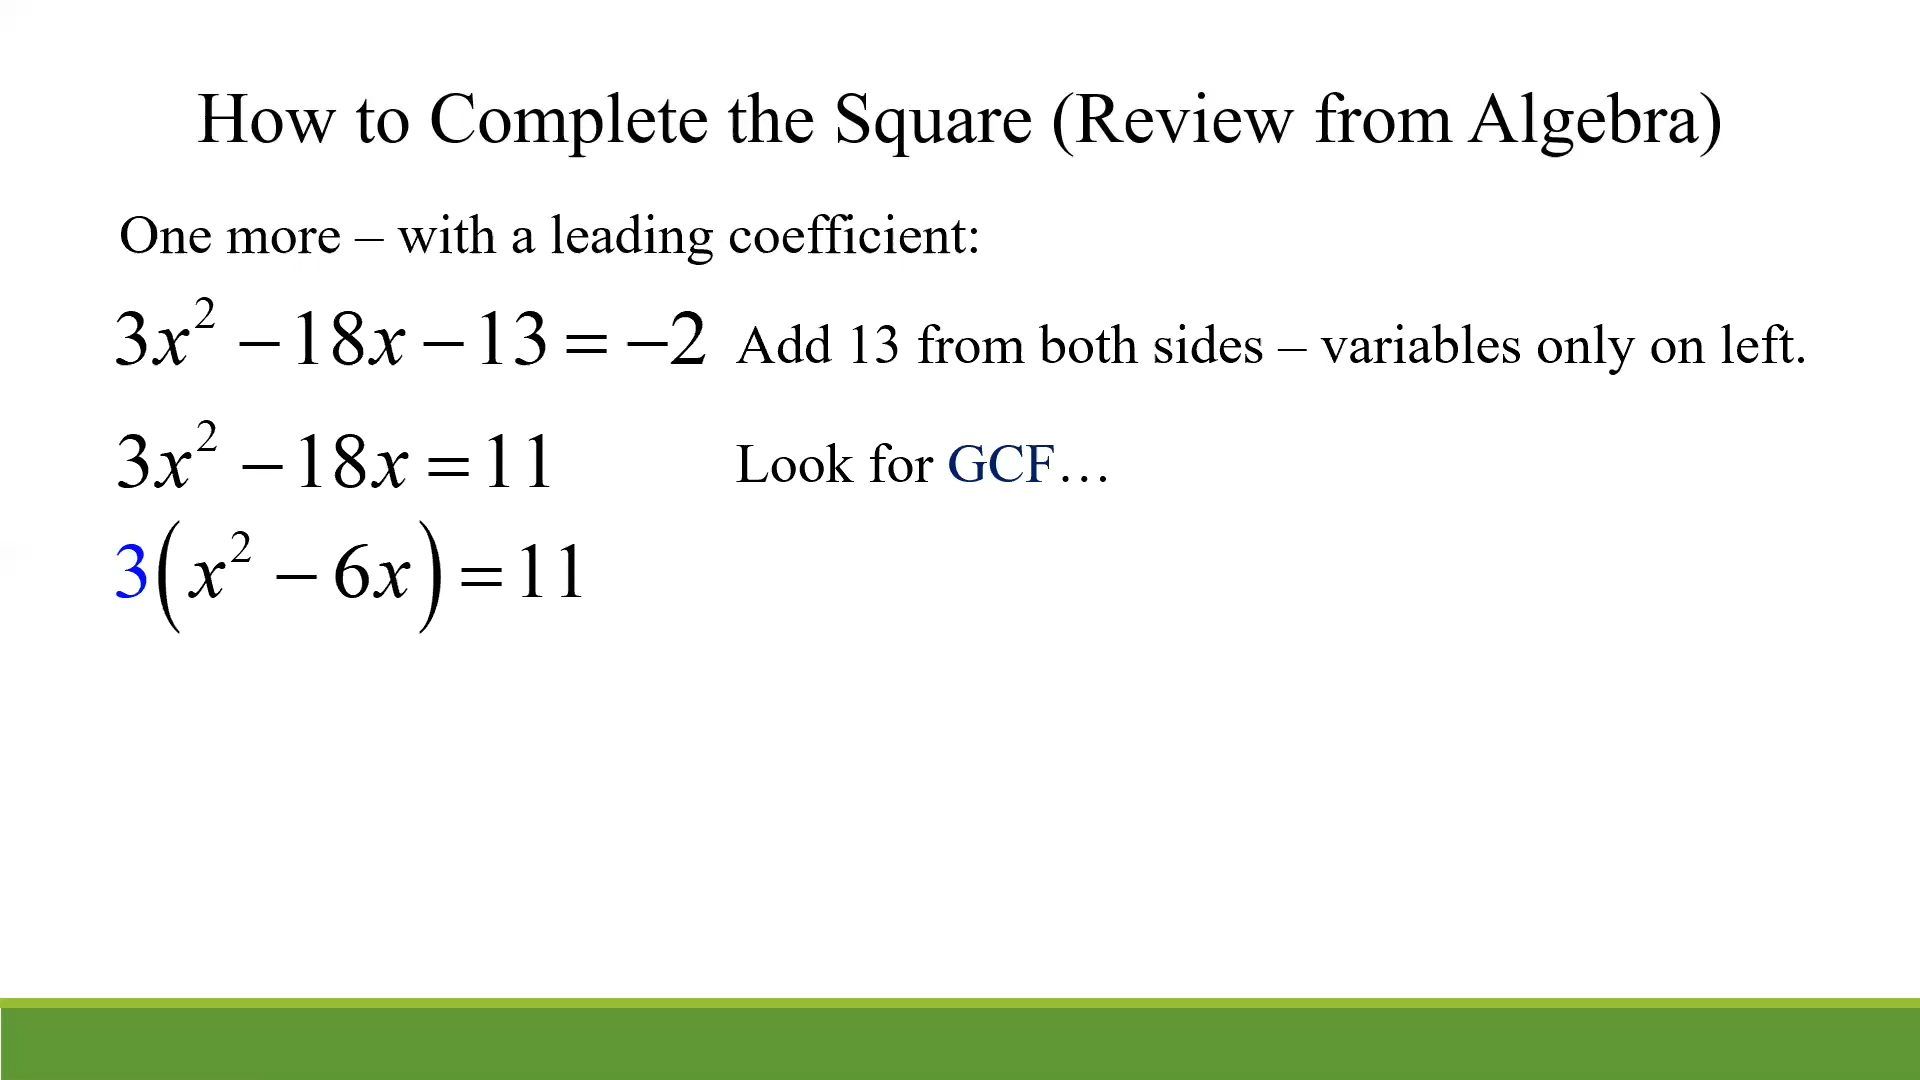 How to Complete the Square (Review from Algebra)
One more – with a leading coefficient:
3x² − 18x − 13 = −2 Add 13 from both sides – variables only on left.
3x² − 18x = 11 Look for GCF…
3(x² − 6x) = 11